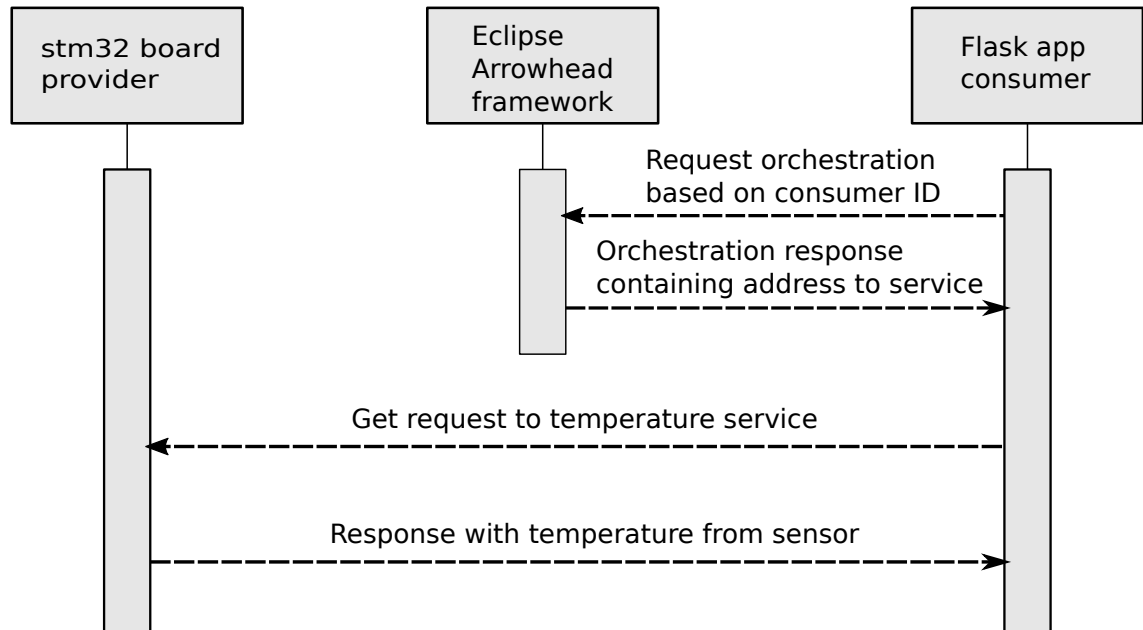 stm32 board
provider
Eclipse
Arrowhead
framework
Flask app
consumer
Request orchestration
based on consumer ID
Orchestration response
containing address to service
Get request to temperature service
Response with temperature from sensor